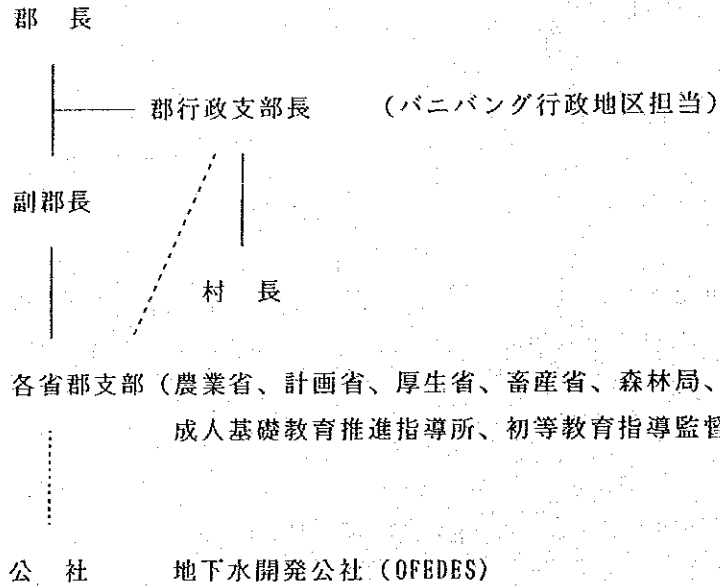 郡　長
郡行政支部長　（バニバング行政地区担当）
副郡長
村　長
各省郡支部（農業省、計画省、厚生省、畜産省、森林局、
成人基礎教育推進指導所、初等教育指導監督
公　社　地下水開発公社（OFEDES）